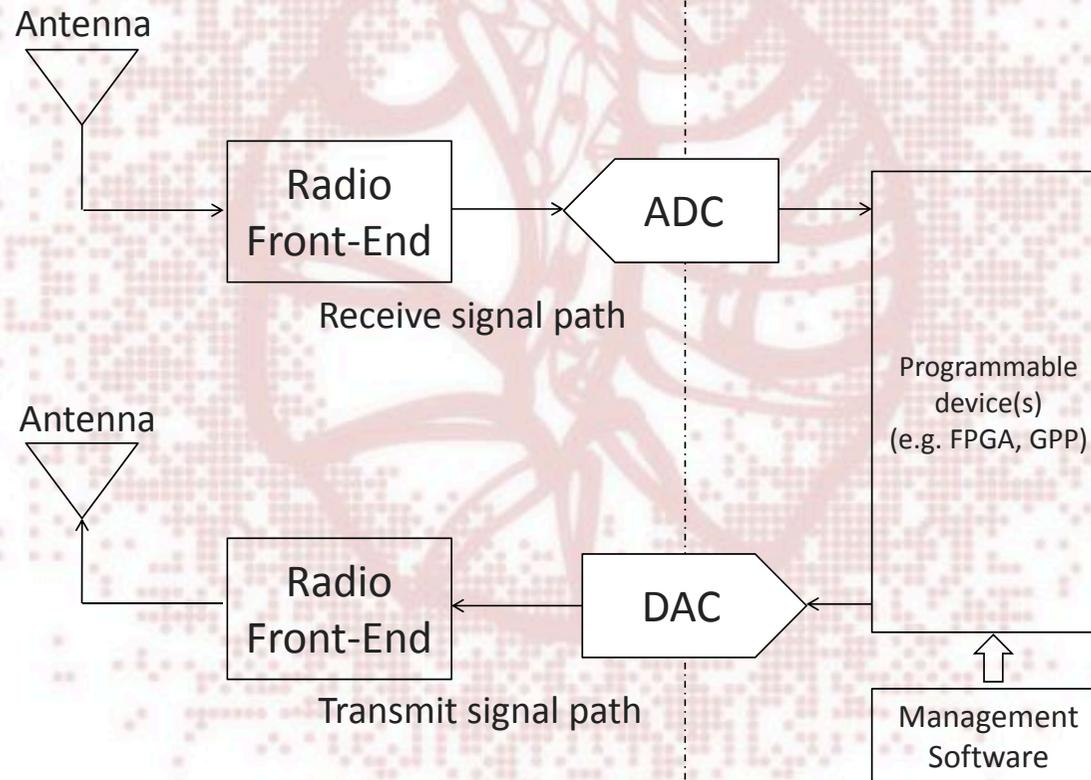 Antenna
Radio
Front-End
ADC
Receive signal path
Programmable
device(s)
(e.g. FPGA, GPP)
Antenna
Radio
Front-End
DAC
Transmit signal path
Management
Software